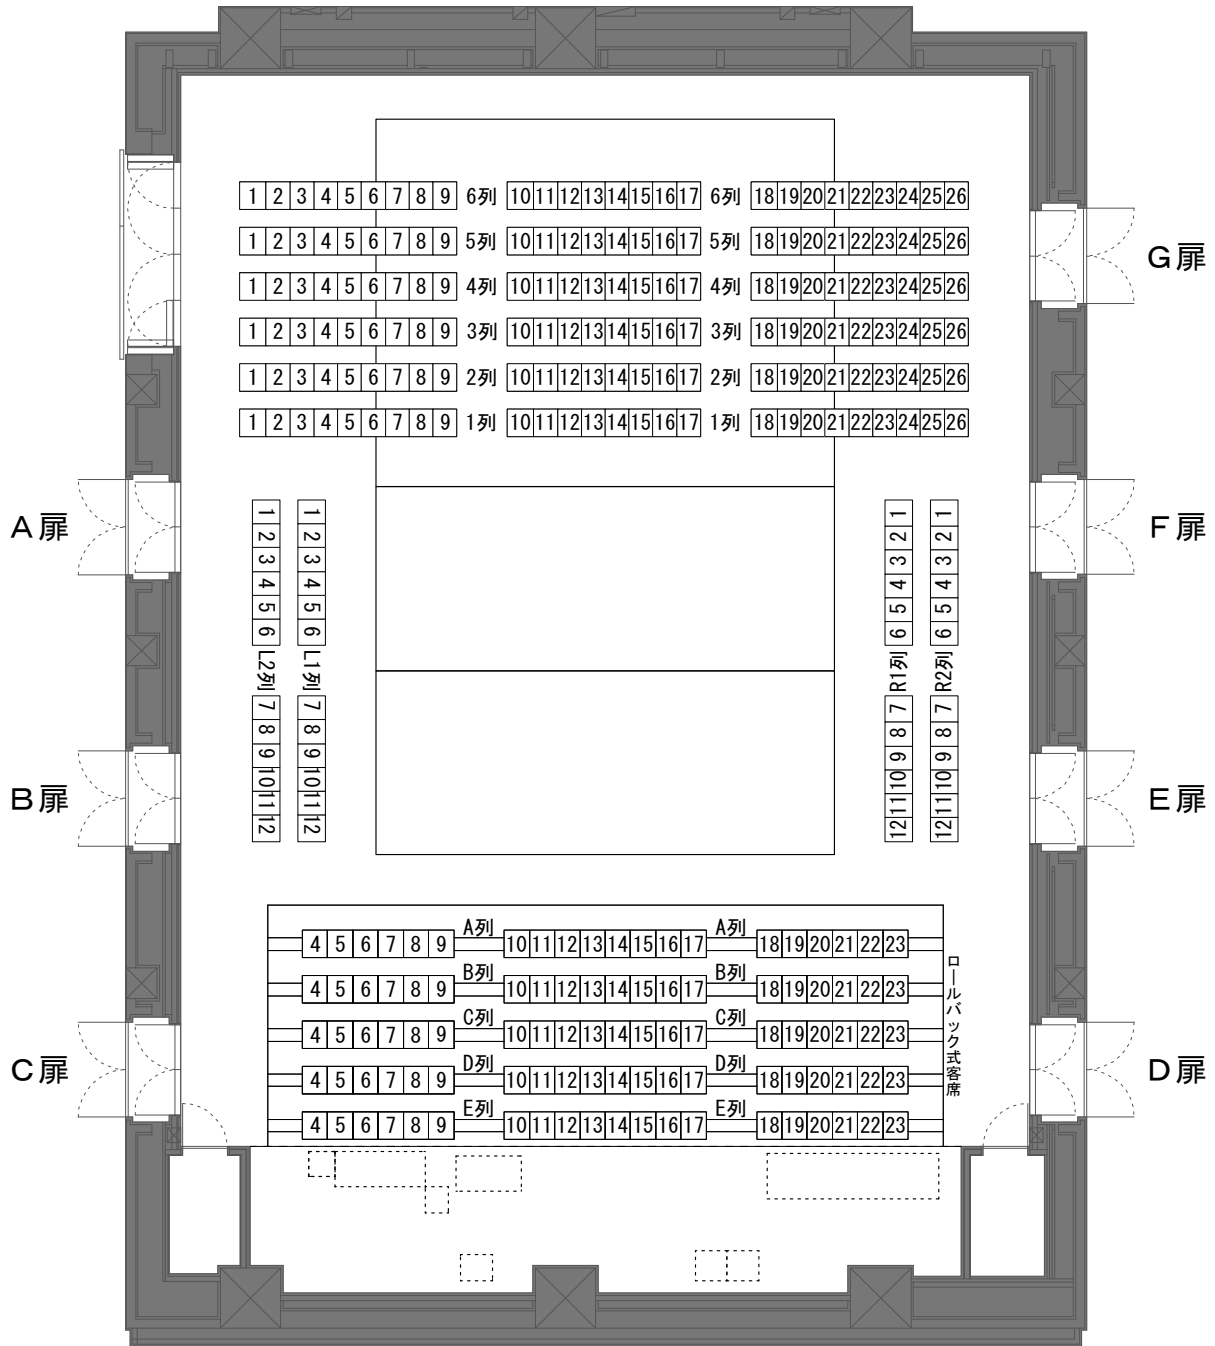 1 2 3 4 5 6 7 8 9 6列 10 11 12 13 14 15 16 17 6列 18 19 20 21 22 23 24 25 26
1 2 3 4 5 6 7 8 9 5列 10 11 12 13 14 15 16 17 5列 18 19 20 21 22 23 24 25 26
G扉
1 2 3 4 5 6 7 8 9 4列 10 11 12 13 14 15 16 17 4列 18 19 20 21 22 23 24 25 26
1 2 3 4 5 6 7 8 9 3列 10 11 12 13 14 15 16 17 3列 18 19 20 21 22 23 24 25 26
1 2 3 4 5 6 7 8 9 2列 10 11 12 13 14 15 16 17 2列 18 19 20 21 22 23 24 25 26
1 2 3 4 5 6 7 8 9 1列 10 11 12 13 14 15 16 17 1列 18 19 20 21 22 23 24 25 26
A扉
F扉
1 2 3 4 5 6 L2列 7 8 9 10 11 12
1 2 3 4 5 6 L1列 7 8 9 10 11 12
12 11 10 9 8 7 R1列 6 5 4 3 2 1
12 11 10 9 8 7 R2列 6 5 4 3 2 1
B扉
E扉
4 5 6 7 8 9 A列 10 11 12 13 14 15 16 17 A列 18 19 20 21 22 23
4 5 6 7 8 9 B列 10 11 12 13 14 15 16 17 B列 18 19 20 21 22 23
4 5 6 7 8 9 C列 10 11 12 13 14 15 16 17 C列 18 19 20 21 22 23
4 5 6 7 8 9 D列 10 11 12 13 14 15 16 17 D列 18 19 20 21 22 23
4 5 6 7 8 9 E列 10 11 12 13 14 15 16 17 E列 18 19 20 21 22 23
ロールバック式客席
C扉
D扉